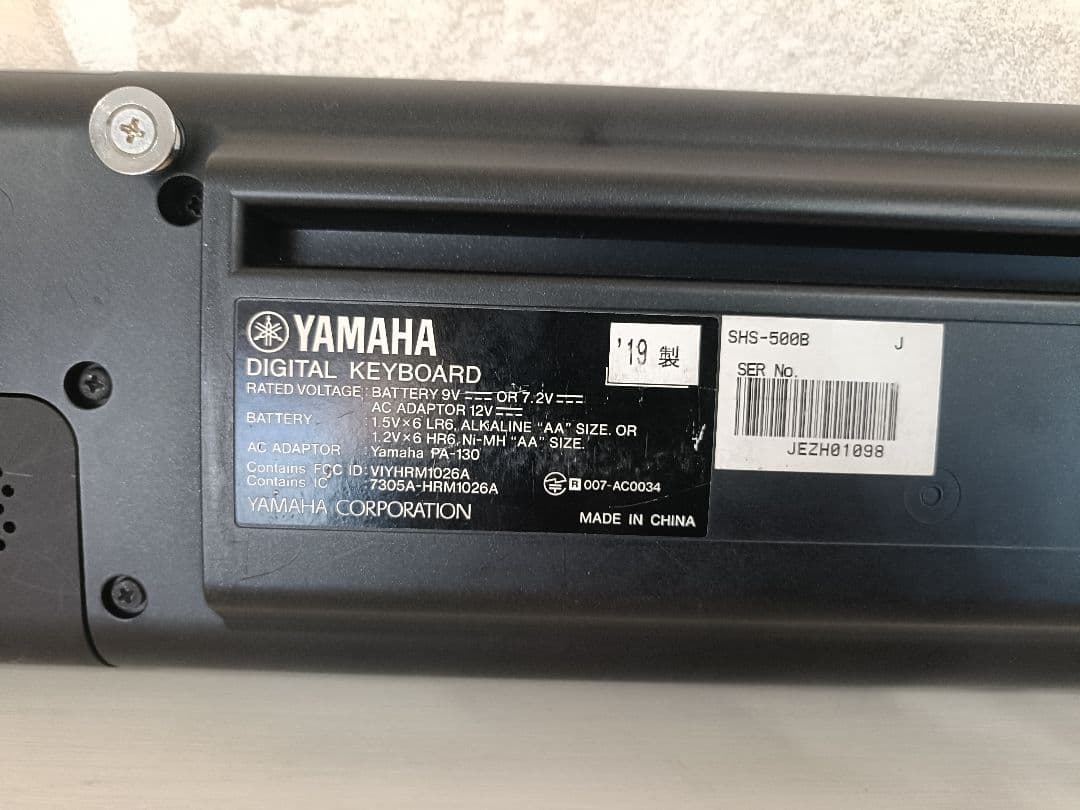 YAMAHA
'19 製
DIGITAL KEYBOARD
RATED VOLTAGE : BATTERY 9V ⎓ OR 7.2V ⎓
AC ADAPTOR 12V ⎓
BATTERY : 1.5V×6 LR6, ALKALINE "AA" SIZE. OR
1.2V×6 HR6, Ni-MH "AA" SIZE.
AC ADAPTOR : Yamaha PA-130
Contains FCC ID : VIYHRM1026A
Contains IC : 7305A-HRM1026A
R 007-AC0034
YAMAHA CORPORATION
MADE IN CHINA
SHS-500B J
SER No.
JEZH01098